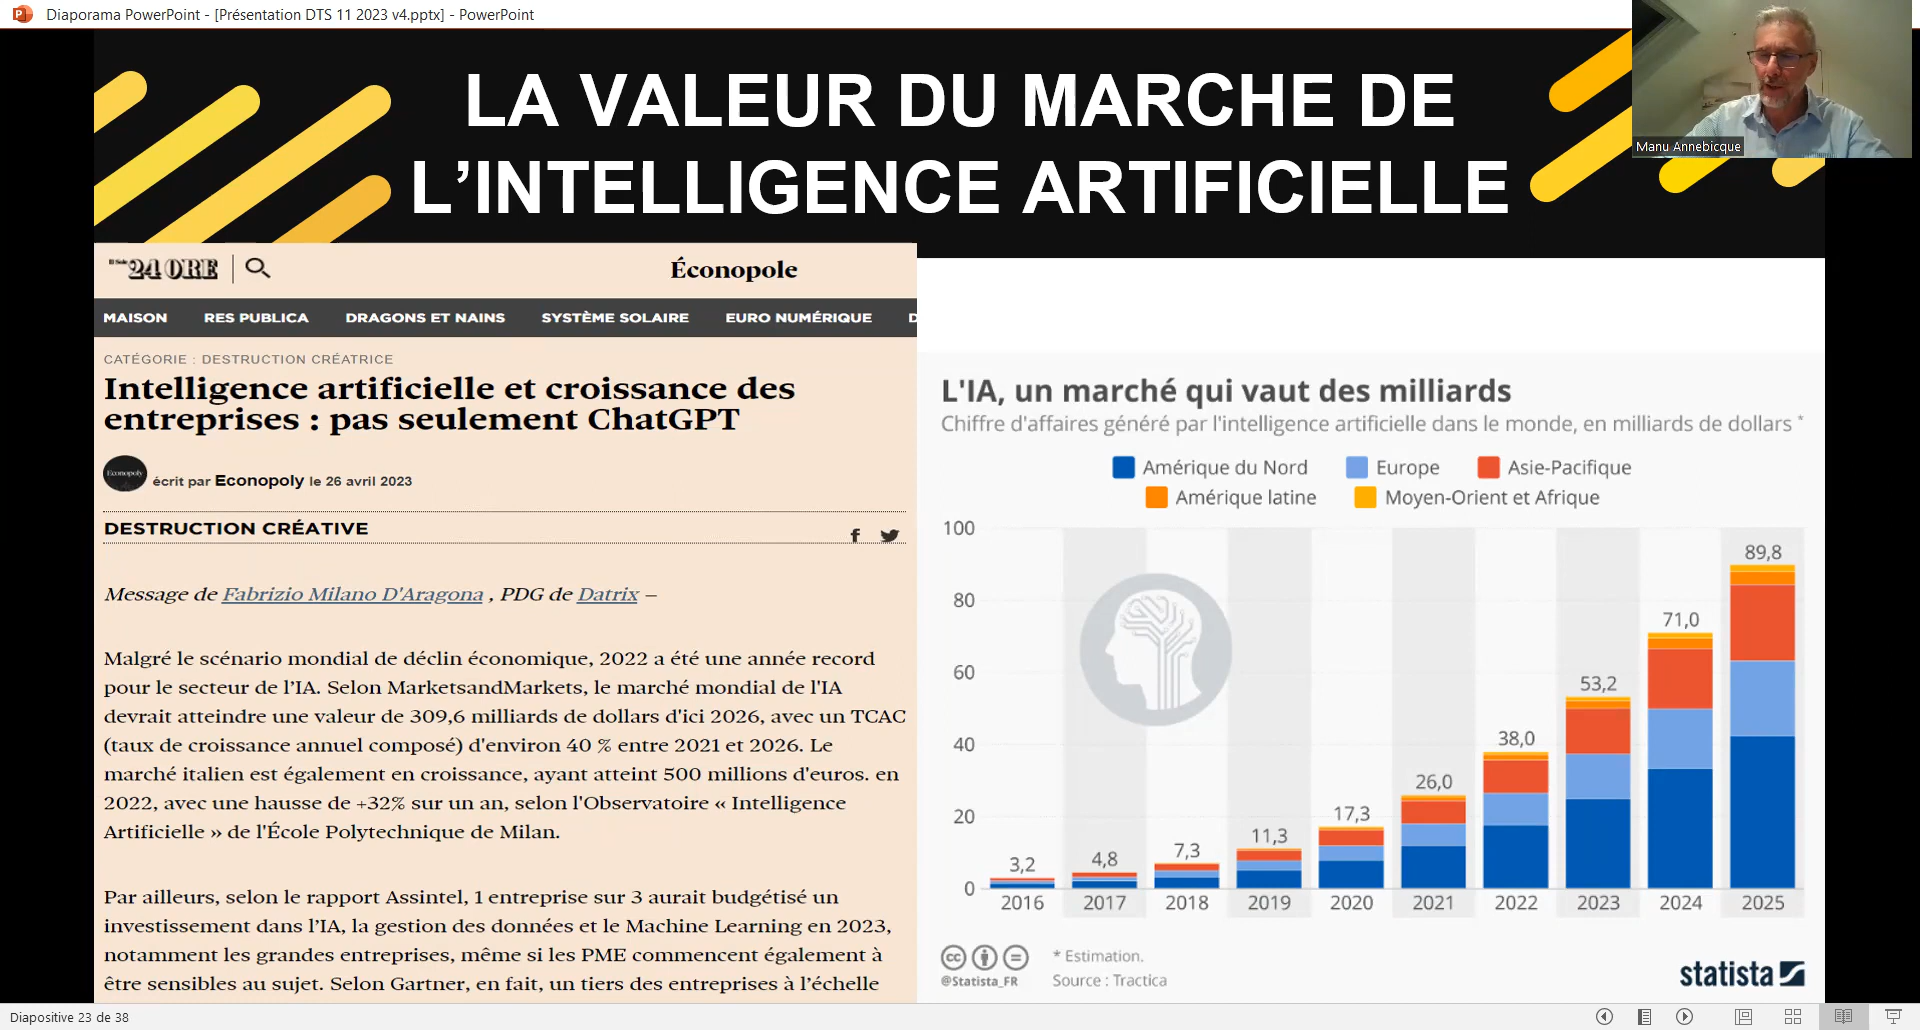 Diaporama PowerPoint - [Présentation DTS 11 2023 v4.pptx] - PowerPoint
Manu Annebicque
LA VALEUR DU MARCHE DE
L’INTELLIGENCE ARTIFICIELLE
Il Sole 24 ORE
Éconopole
MAISON RES PUBLICA DRAGONS ET NAINS SYSTÈME SOLAIRE EURO NUMÉRIQUE D
CATÉGORIE : DESTRUCTION CRÉATRICE
Intelligence artificielle et croissance des
entreprises : pas seulement ChatGPT
Econopoly
écrit par Econopoly le 26 avril 2023
DESTRUCTION CRÉATIVE
Message de Fabrizio Milano D'Aragona , PDG de Datrix –
Malgré le scénario mondial de déclin économique, 2022 a été une année record
pour le secteur de l’IA. Selon MarketsandMarkets, le marché mondial de l'IA
devrait atteindre une valeur de 309,6 milliards de dollars d'ici 2026, avec un TCAC
(taux de croissance annuel composé) d'environ 40 % entre 2021 et 2026. Le
marché italien est également en croissance, ayant atteint 500 millions d'euros. en
2022, avec une hausse de +32% sur un an, selon l'Observatoire « Intelligence
Artificielle » de l'École Polytechnique de Milan.
Par ailleurs, selon le rapport Assintel, 1 entreprise sur 3 aurait budgétisé un
investissement dans l’IA, la gestion des données et le Machine Learning en 2023,
notamment les grandes entreprises, même si les PME commencent également à
être sensibles au sujet. Selon Gartner, en fait, un tiers des entreprises à l’échelle
L'IA, un marché qui vaut des milliards
Chiffre d'affaires généré par l'intelligence artificielle dans le monde, en milliards de dollars *
Amérique du Nord Europe Asie-Pacifique
Amérique latine Moyen-Orient et Afrique
100
80
60
40
20
0
3,2 4,8 7,3 11,3 17,3 26,0 38,0 53,2 71,0 89,8
2016 2017 2018 2019 2020 2021 2022 2023 2024 2025
cc
@Statista_FR
* Estimation.
Source : Tractica
statista
Diapositive 23 de 38